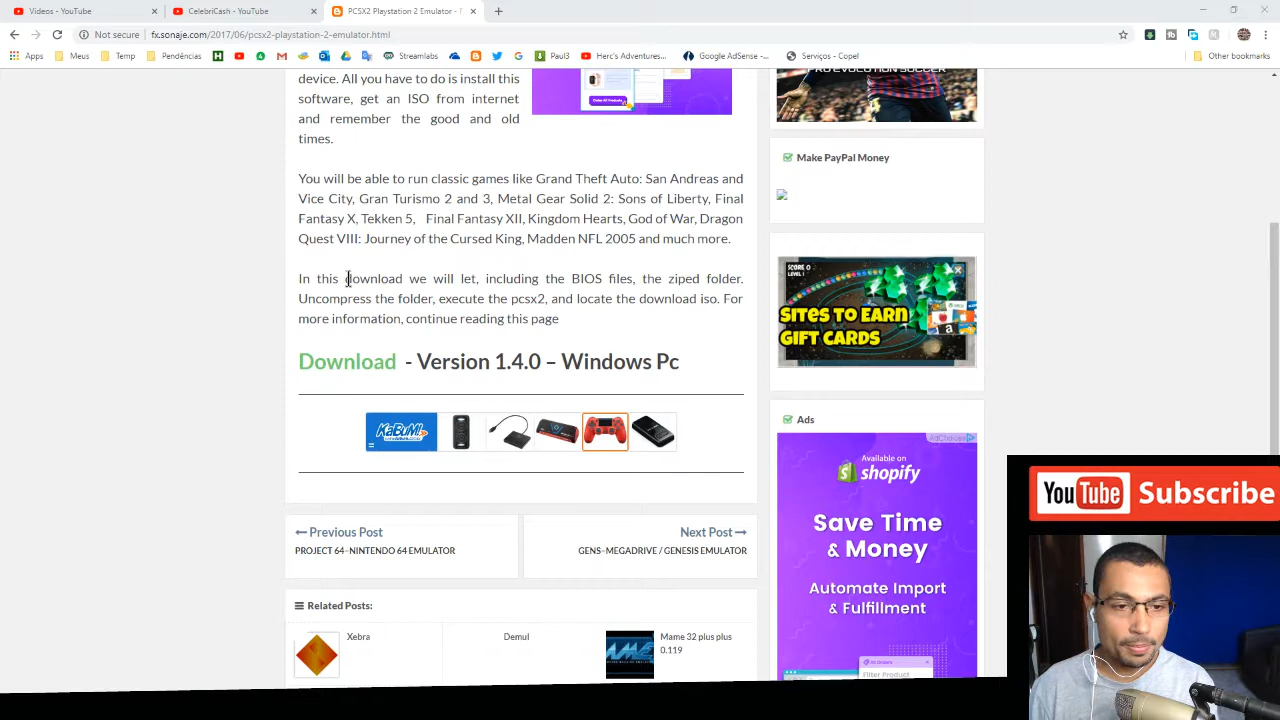 Videos - YouTube
CelebriCash - YouTube
PCSX2 Playstation 2 Emulator -
Not secure
fx.sonaje.com/2017/06/pcsx2-playstation-2-emulator.html
Apps
Meus
Temp
Pendências
Streamlabs
Paul3
Herc's Adventures...
Google AdSense -...
Serviços - Copel
Other bookmarks
device. All you have to do is install this
software, get an ISO from internet
and remember the good and old
times.
You will be able to run classic games like Grand Theft Auto: San Andreas and
Vice City, Gran Turismo 2 and 3, Metal Gear Solid 2: Sons of Liberty, Final
Fantasy X, Tekken 5, Final Fantasy XII, Kingdom Hearts, God of War, Dragon
Quest VIII: Journey of the Cursed King, Madden NFL 2005 and much more.
In this download we will let, including the BIOS files, the ziped folder.
Uncompress the folder, execute the pcsx2, and locate the download iso. For
more information, continue reading this page
Download - Version 1.4.0 – Windows Pc
KaBuM!
Previous Post
PROJECT 64–NINTENDO 64 EMULATOR
Next Post
GENS–MEGADRIVE / GENESIS EMULATOR
Related Posts:
Xebra
Demul
Mame 32 plus plus
0.119
PRO EVOLUTION SOCCER
Make PayPal Money
SCORE 0
LEVEL 1
SITES TO EARN
GIFT CARDS
Ads
AdChoices
Available on
shopify
Save Time
& Money
Automate Import
& Fulfillment
Filter Product
YouTube Subscribe